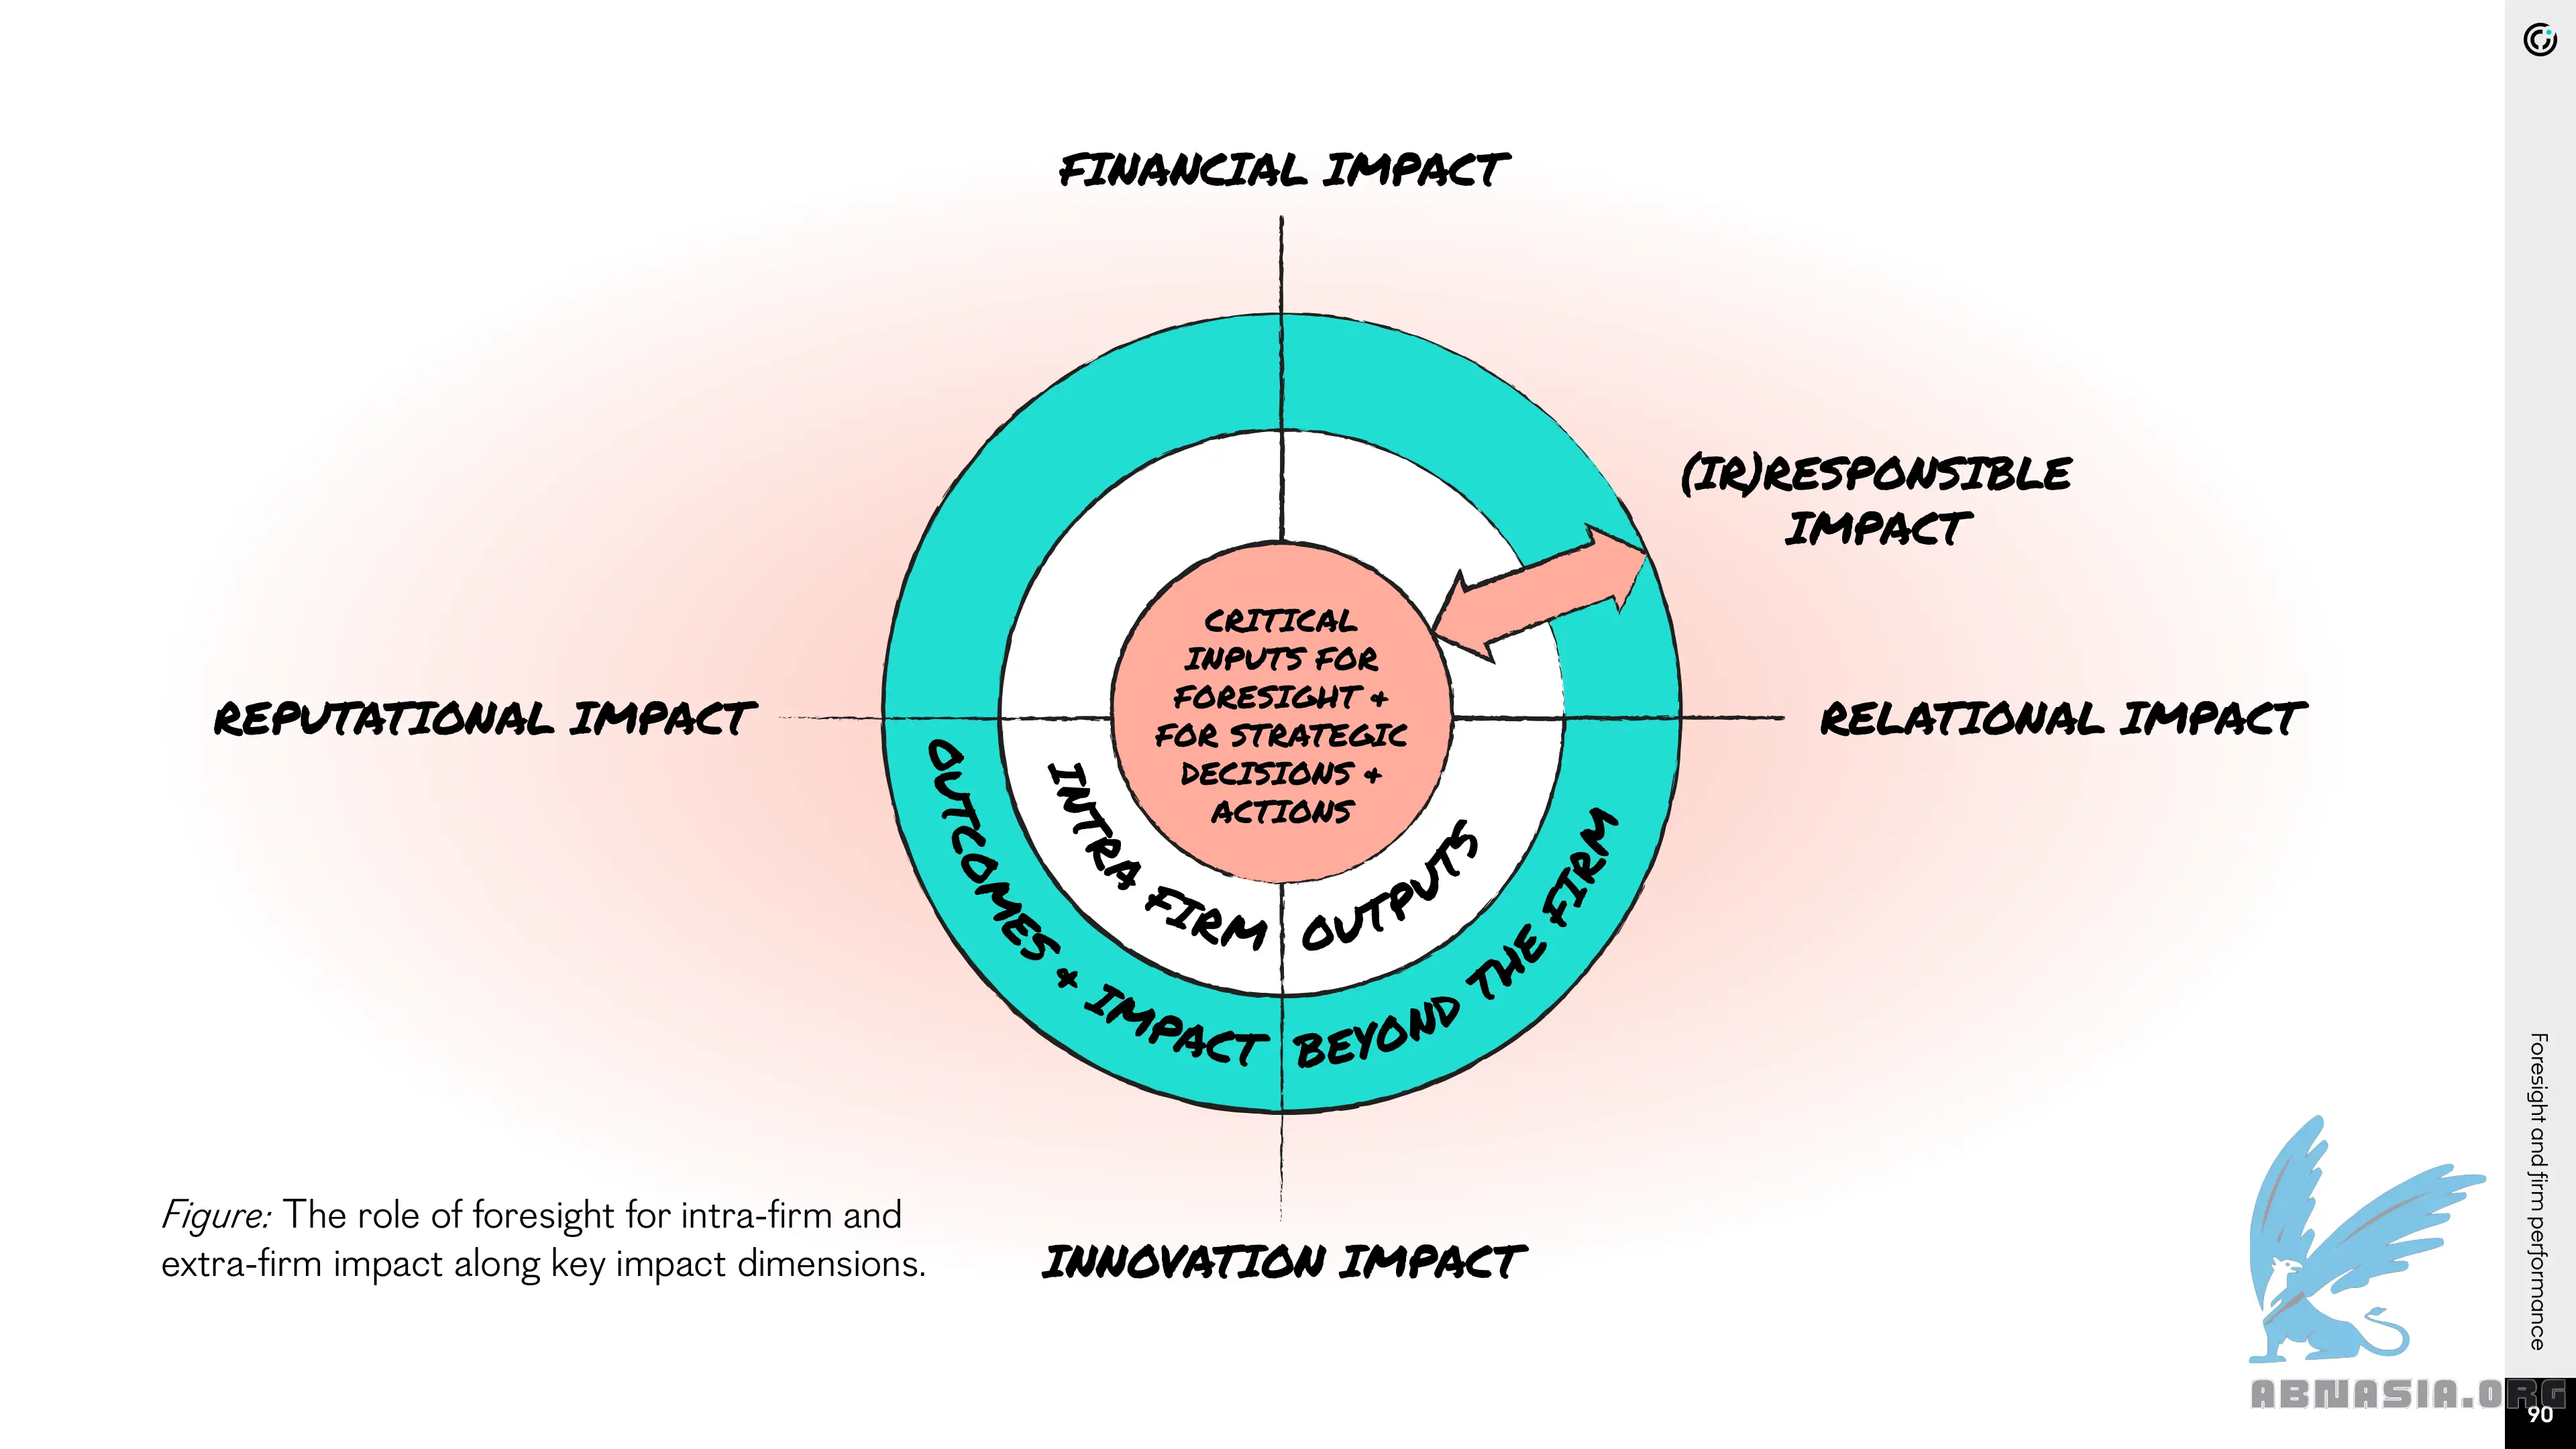 FINANCIAL IMPACT
(IR)RESPONSIBLE
IMPACT
CRITICAL
INPUTS FOR
FORESIGHT +
FOR STRATEGIC
DECISIONS +
ACTIONS
REPUTATIONAL IMPACT
RELATIONAL IMPACT
INTRA FIRM OUTPUTS
OUTCOMES & IMPACT BEYOND THE FIRM
INNOVATION IMPACT
Figure: The role of foresight for intra-firm and
extra-firm impact along key impact dimensions.
Foresight and firm performance
ABNASIA.ORG
90